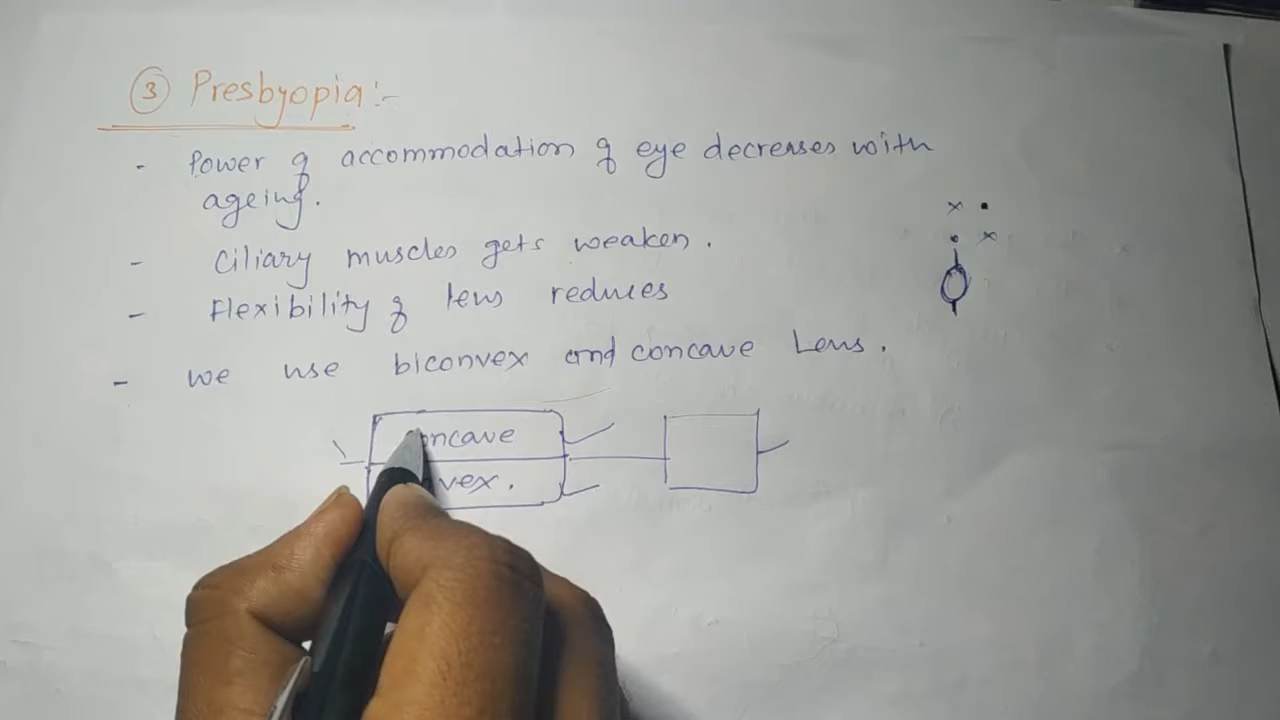 ③ Presbyopia :-
- Power of accommodation of eye decreases with
ageing.
- Ciliary muscles gets weaken.
- Flexibility of lens reduces
- We use biconvex and concave Lens.
concave
vex.